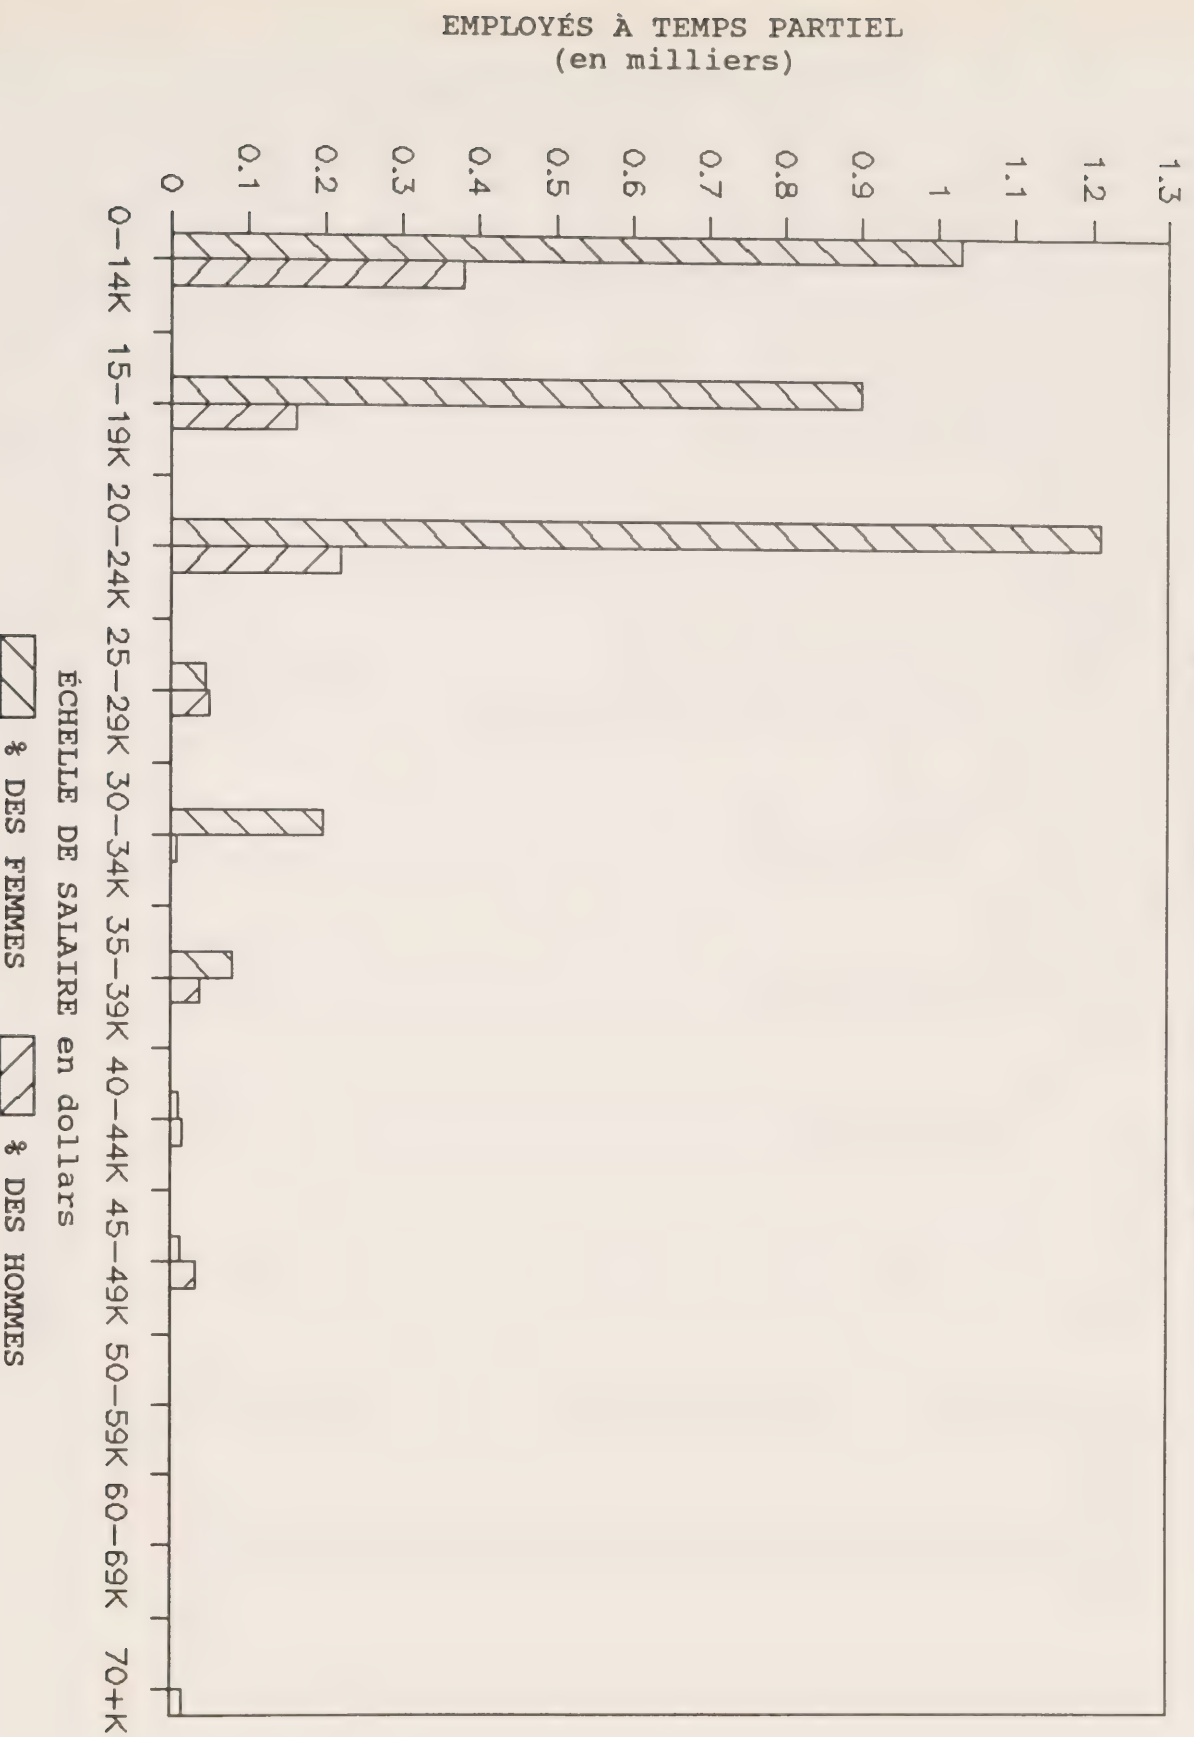 EMPLOYÉS À TEMPS PARTIEL
(en milliers)
1.3
1.2
1.1
1
0.9
0.8
0.7
0.6
0.5
0.4
0.3
0.2
0.1
0
0-14K 15-19K 20-24K 25-29K 30-34K 35-39K 40-44K 45-49K 50-59K 60-69K 70+K
ÉCHELLE DE SALAIRE en dollars
% DES FEMMES % DES HOMMES